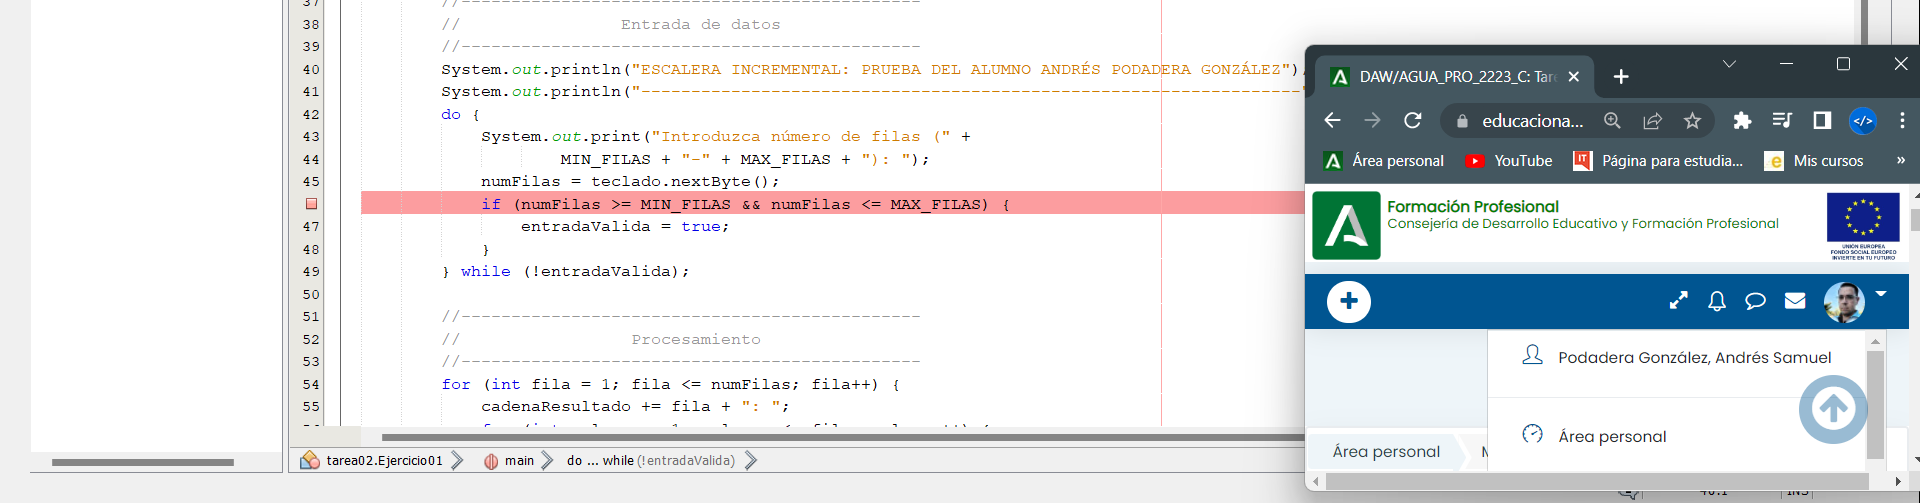 37 //----------------------------------------------
38 // Entrada de datos
39 //----------------------------------------------
40 System.out.println("ESCALERA INCREMENTAL: PRUEBA DEL ALUMNO ANDRÉS PODADERA GONZÁLEZ")
41 System.out.println("------------------------------------------------------------------
42 do {
43 System.out.print("Introduzca número de filas (" +
44 MIN_FILAS + "-" + MAX_FILAS + "): ");
45 numFilas = teclado.nextByte();
if (numFilas >= MIN_FILAS && numFilas <= MAX_FILAS) {
47 entradaValida = true;
48 }
49 } while (!entradaValida);
50
51 //----------------------------------------------
52 // Procesamiento
53 //----------------------------------------------
54 for (int fila = 1; fila <= numFilas; fila++) {
55 cadenaResultado += fila + ": ";
tarea02.Ejercicio01 main do ... while (!entradaValida)
DAW/AGUA_PRO_2223_C: Tare
educaciona...
</>
Área personal YouTube IT Página para estudia... e Mis cursos »
Formación Profesional
Consejería de Desarrollo Educativo y Formación Profesional
UNIÓN EUROPEA
FONDO SOCIAL EUROPEO
INVIERTE EN TU FUTURO
Podadera González, Andrés Samuel
Área personal
Área personal